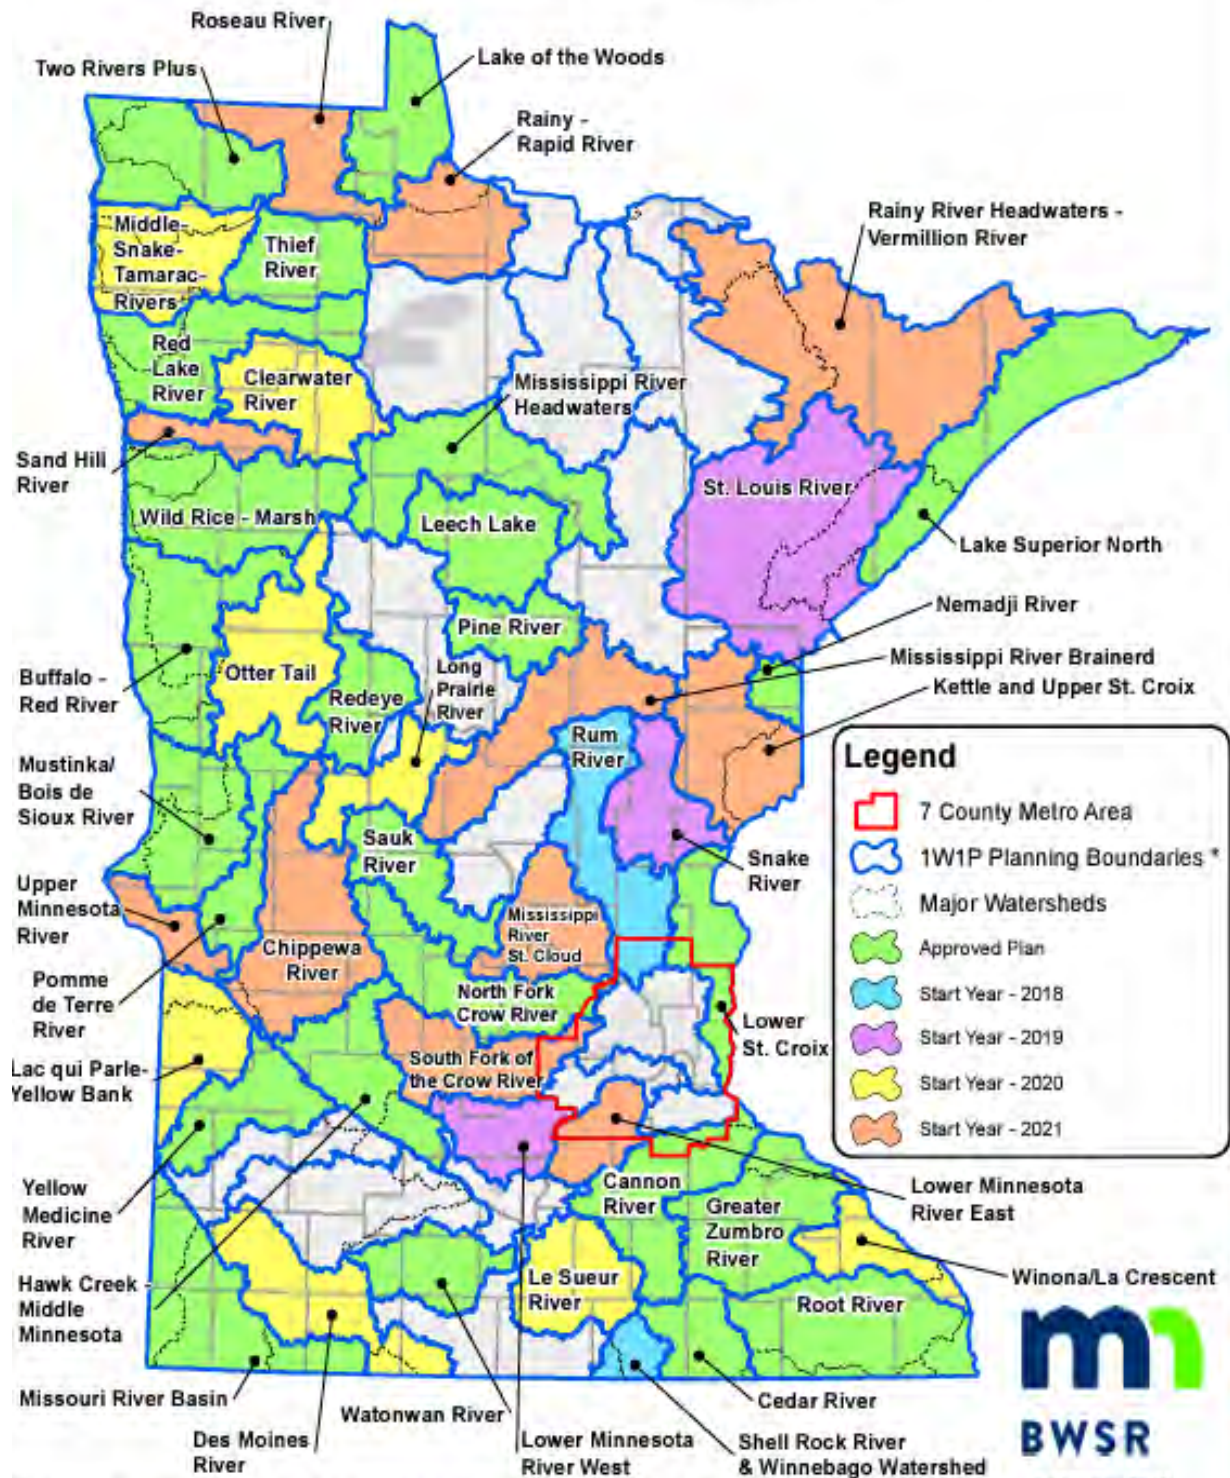 Roseau River
Two Rivers Plus
Lake of the Woods
Rainy -
Rapid River
Rainy River Headwaters -
Vermillion River
Middle-
Snake-
Tamarac-
Rivers
Thief
River
Red
Lake
River
Clearwater
River
Mississippi River
Headwaters
Sand Hill
River
St. Louis River
Wild Rice - Marsh
Leech Lake
Lake Superior North
Nemadji River
Pine River
Mississippi River Brainerd
Kettle and Upper St. Croix
Buffalo -
Red River
Otter Tail
Redeye
River
Long
Prairie
River
Rum
River
Mustinka/
Bois de
Sioux River
Sauk
River
Snake
River
Upper
Minnesota
River
Chippewa
River
Mississippi
River
St. Cloud
Pomme
de Terre
River
North Fork
Crow River
Lower
St. Croix
Lac qui Parle-
Yellow Bank
South Fork of
the Crow River
Legend
7 County Metro Area
1W1P Planning Boundaries *
Major Watersheds
Approved Plan
Start Year - 2018
Start Year - 2019
Start Year - 2020
Start Year - 2021
Yellow
Medicine
River
Cannon
River
Greater
Zumbro
River
Lower Minnesota
River East
Hawk Creek -
Middle
Minnesota
Le Sueur
River
Root River
Winona/La Crescent
Missouri River Basin
Watonwan River
Des Moines
River
Lower Minnesota
River West
Cedar River
Shell Rock River
& Winnebago Watershed
mn
BWSR